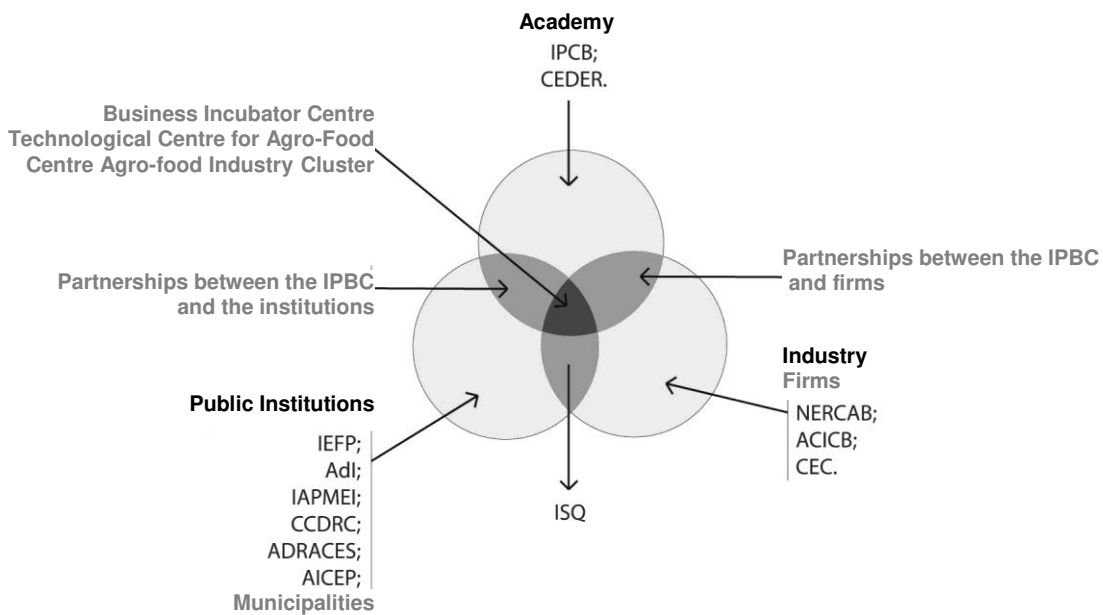 Academy
IPCB;
CEDER.
Business Incubator Centre
Technological Centre for Agro-Food
Centre Agro-food Industry Cluster
Partnerships between the IPBC
and the institutions
Partnerships between the IPBC
and firms
Public Institutions
IEFP;
AdI;
IAPMEI;
CCDRC;
ADRACES;
AICEP;
Municipalities
Industry
Firms
NERCAB;
ACICB;
CEC.
ISQ